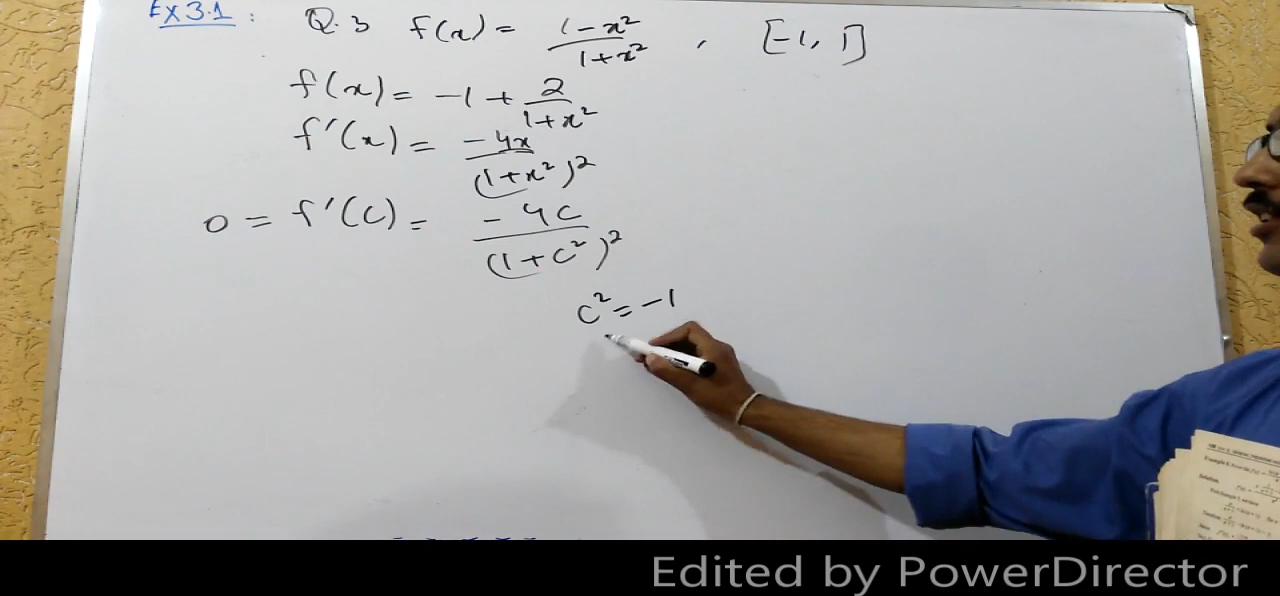 Ex 3.1 : Q.3 f(x) = (1-x²)/(1+x²) , [-1, 1]
f(x) = -1 + 2/(1+x²)
f'(x) = -4x/(1+x²)²
0 = f'(c) = -4c/(1+c²)²
c² = -1
Edited by PowerDirector